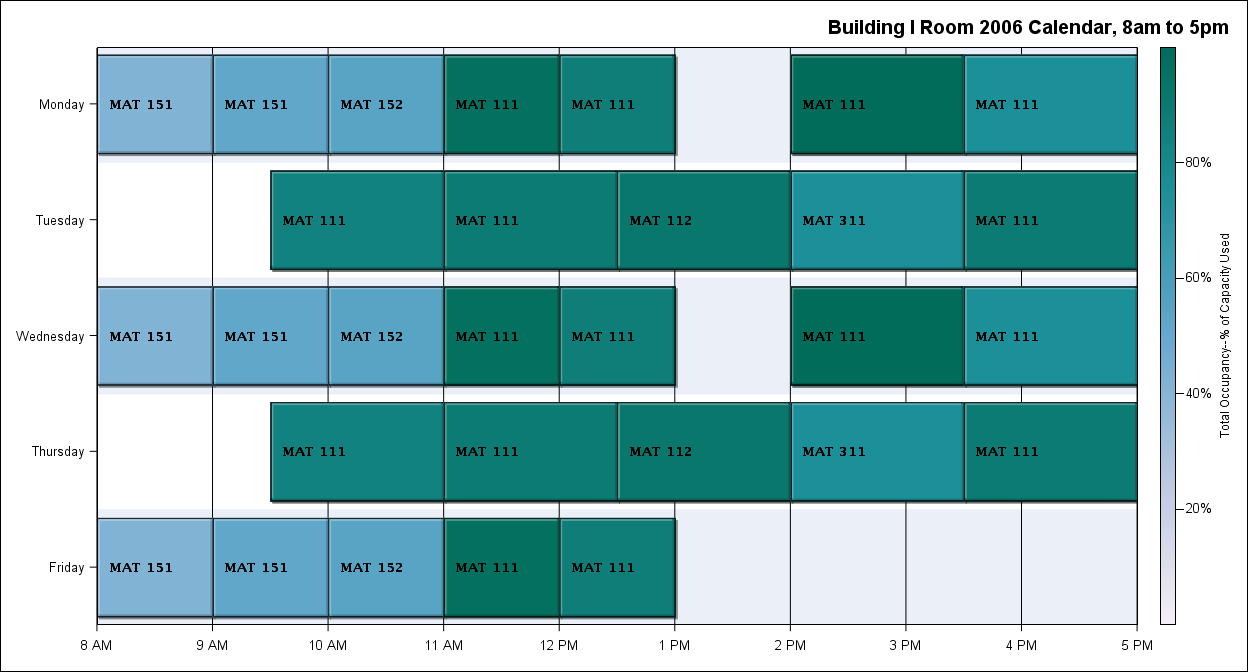 Building I Room 2006 Calendar, 8am to 5pm
Monday
MAT 151
MAT 151
MAT 152
MAT 111
MAT 111
MAT 111
MAT 111
Tuesday
MAT 111
MAT 111
MAT 112
MAT 311
MAT 111
Wednesday
MAT 151
MAT 151
MAT 152
MAT 111
MAT 111
MAT 111
MAT 111
Thursday
MAT 111
MAT 111
MAT 112
MAT 311
MAT 111
Friday
MAT 151
MAT 151
MAT 152
MAT 111
MAT 111
8 AM
9 AM
10 AM
11 AM
12 PM
1 PM
2 PM
3 PM
4 PM
5 PM
80%
60%
40%
20%
Total Occupancy--% of Capacity Used